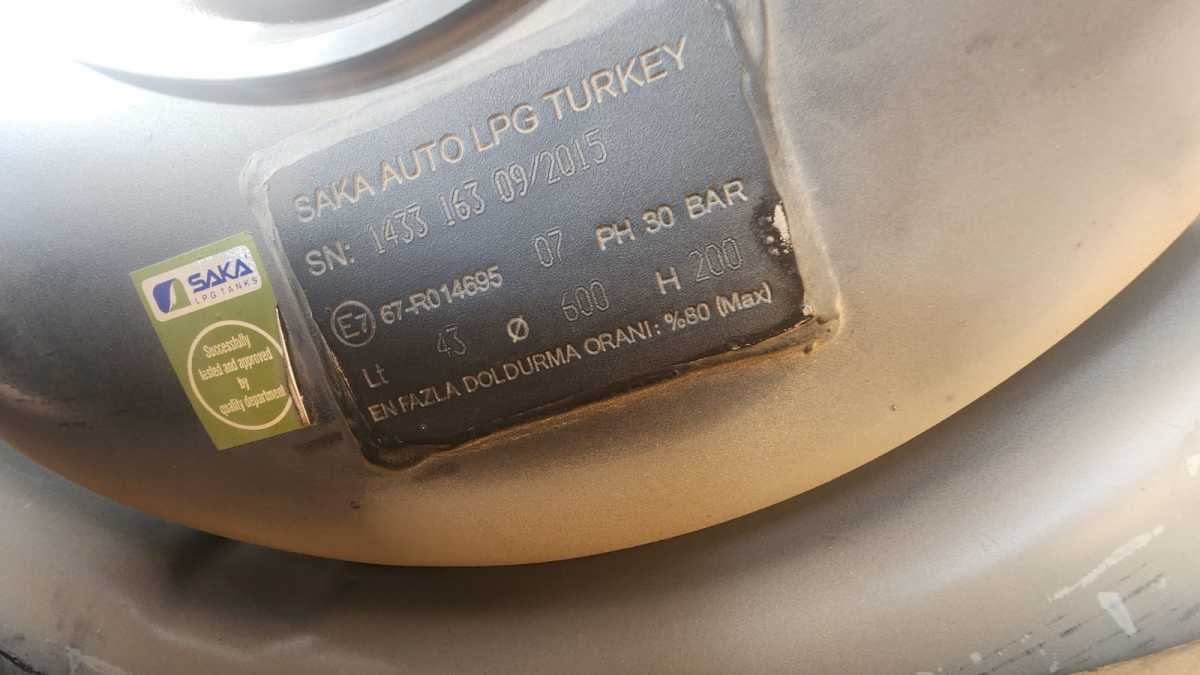 SAKA AUTO LPG TURKEY
SN: 1433 163 09/2015
E7 67-R014695 07 PH 30 BAR
Lt 43 Ø 600 H 200
EN FAZLA DOLDURMA ORANI: %80 (Max)
SAKA
LPG-TANKS
Successfully
tested and approved
by
quality department